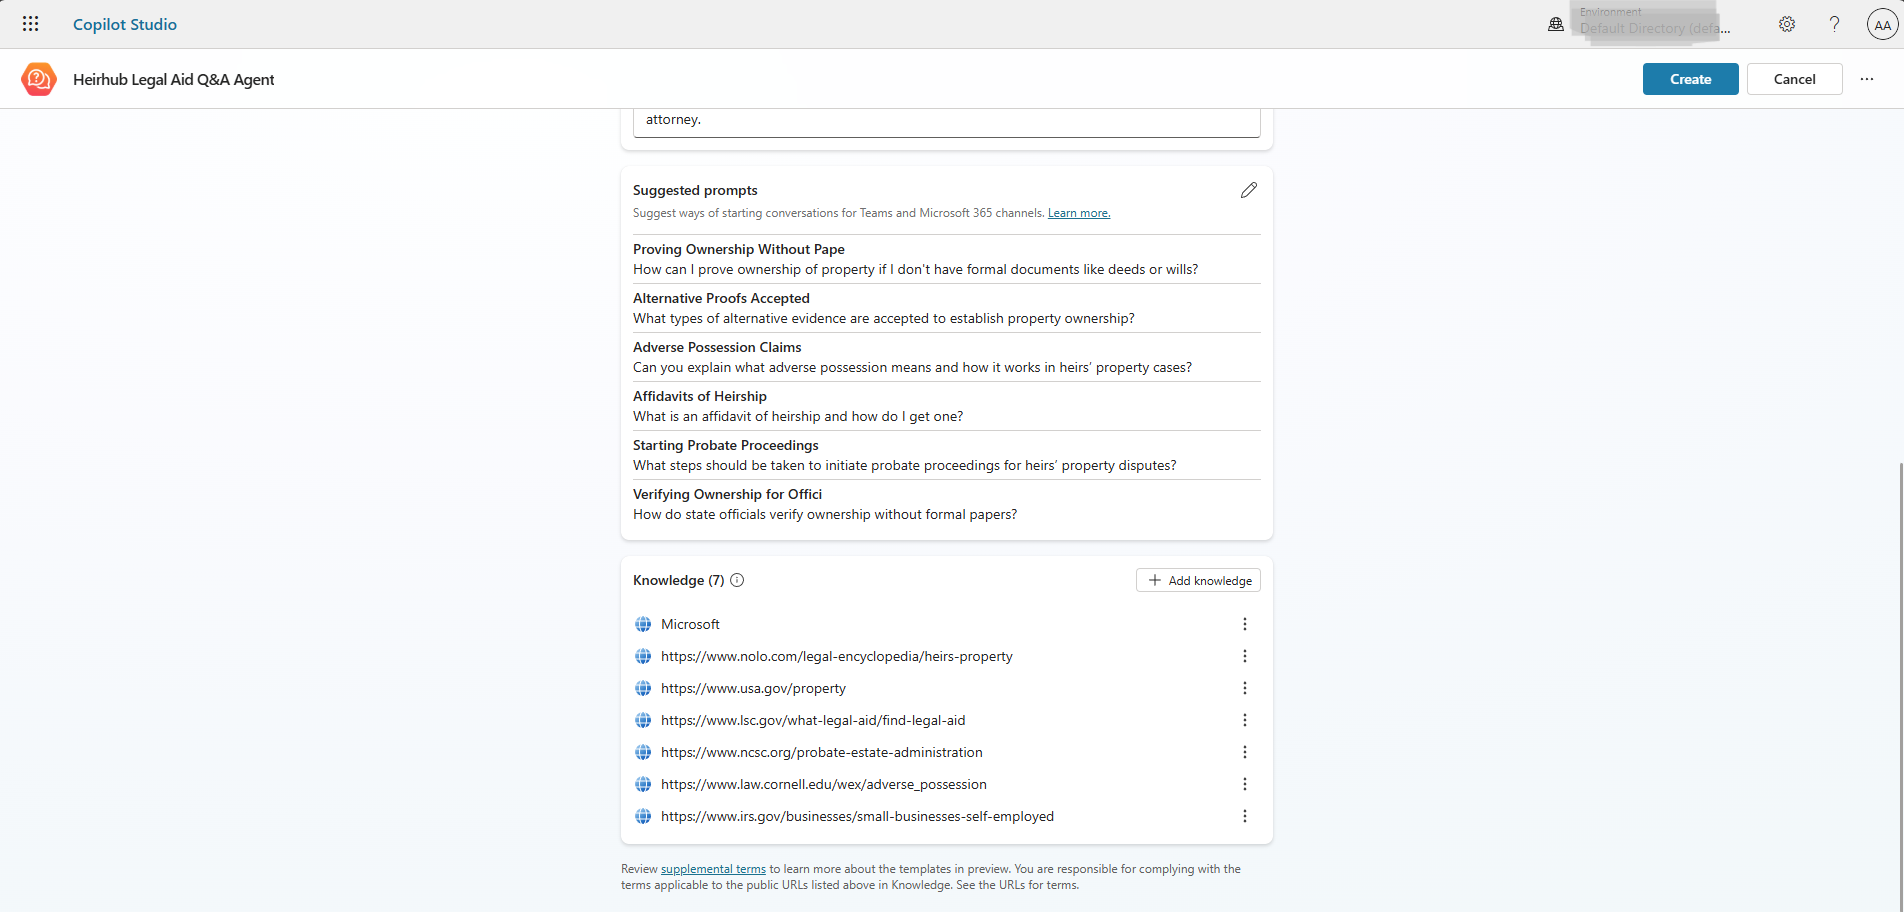 Copilot Studio
Environment
Default Directory (defa...
?
AA
Heirhub Legal Aid Q&A Agent
Create
Cancel
attorney.
Suggested prompts
Suggest ways of starting conversations for Teams and Microsoft 365 channels. Learn more.
Proving Ownership Without Pape
How can I prove ownership of property if I don't have formal documents like deeds or wills?
Alternative Proofs Accepted
What types of alternative evidence are accepted to establish property ownership?
Adverse Possession Claims
Can you explain what adverse possession means and how it works in heirs’ property cases?
Affidavits of Heirship
What is an affidavit of heirship and how do I get one?
Starting Probate Proceedings
What steps should be taken to initiate probate proceedings for heirs’ property disputes?
Verifying Ownership for Offici
How do state officials verify ownership without formal papers?
Knowledge (7)
Add knowledge
Microsoft
https://www.nolo.com/legal-encyclopedia/heirs-property
https://www.usa.gov/property
https://www.lsc.gov/what-legal-aid/find-legal-aid
https://www.ncsc.org/probate-estate-administration
https://www.law.cornell.edu/wex/adverse_possession
https://www.irs.gov/businesses/small-businesses-self-employed
Review supplemental terms to learn more about the templates in preview. You are responsible for complying with the
terms applicable to the public URLs listed above in Knowledge. See the URLs for terms.